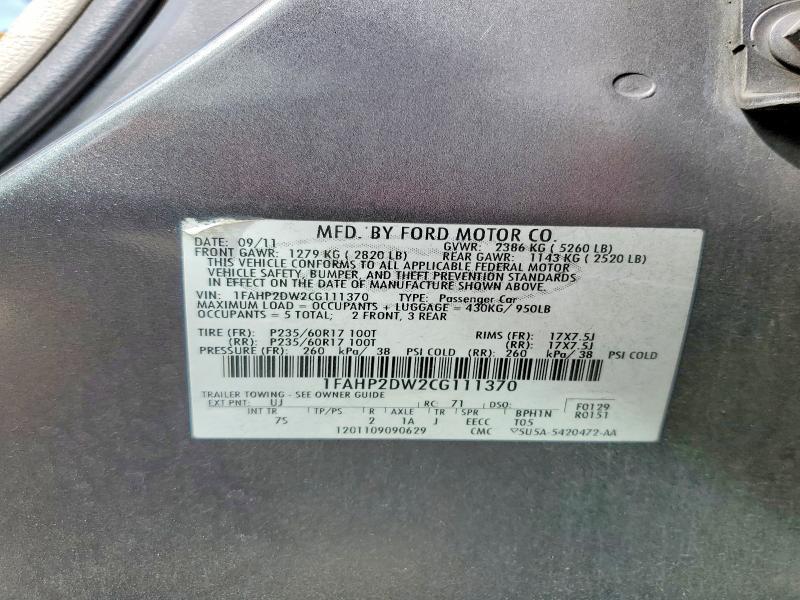 MFD. BY FORD MOTOR CO.
DATE: 09/11 GVWR: 2386 KG ( 5260 LB)
FRONT GAWR: 1279 KG ( 2820 LB) REAR GAWR: 1143 KG ( 2520 LB)
THIS VEHICLE CONFORMS TO ALL APPLICABLE FEDERAL MOTOR
VEHICLE SAFETY, BUMPER, AND THEFT PREVENTION STANDARDS
IN EFFECT ON THE DATE OF MANUFACTURE SHOWN ABOVE.
VIN: 1FAHP2DW2CG111370 TYPE: Passenger Car
MAXIMUM LOAD = OCCUPANTS + LUGGAGE = 430KG/ 950LB
OCCUPANTS = 5 TOTAL; 2 FRONT, 3 REAR
TIRE (FR): P235/60R17 100T RIMS (FR): 17X7.5J
(RR): P235/60R17 100T (RR): 17X7.5J
PRESSURE (FR): 260 kPa/ 38 PSI COLD (RR): 260 kPa/ 38 PSI COLD
1FAHP2DW2CG111370
TRAILER TOWING - SEE OWNER GUIDE
EXT PNT: UJ RC: 71 DSO: F0129
INT TR TP/PS R AXLE TR SPR BPH1N R0151
75 2 1A J EECC T05
1201109090629 CMC SU5A-5420472-AA